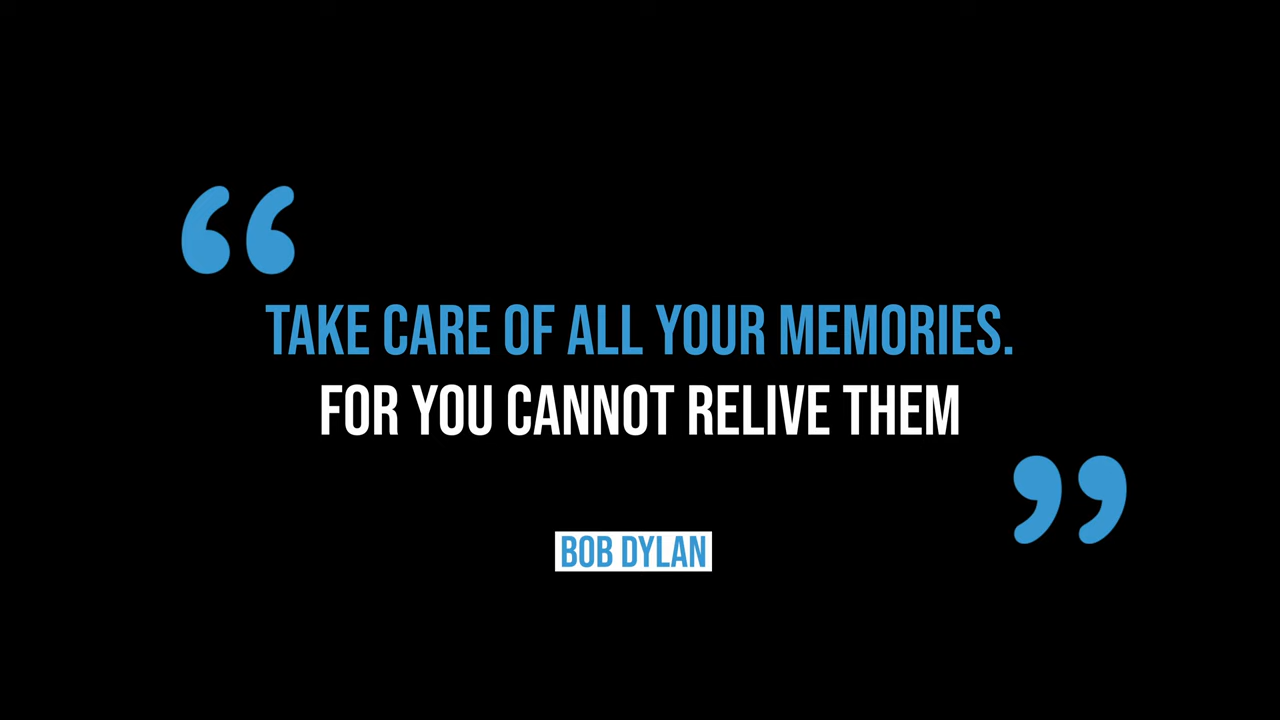 “
TAKE CARE OF ALL YOUR MEMORIES.
FOR YOU CANNOT RELIVE THEM
”
BOB DYLAN